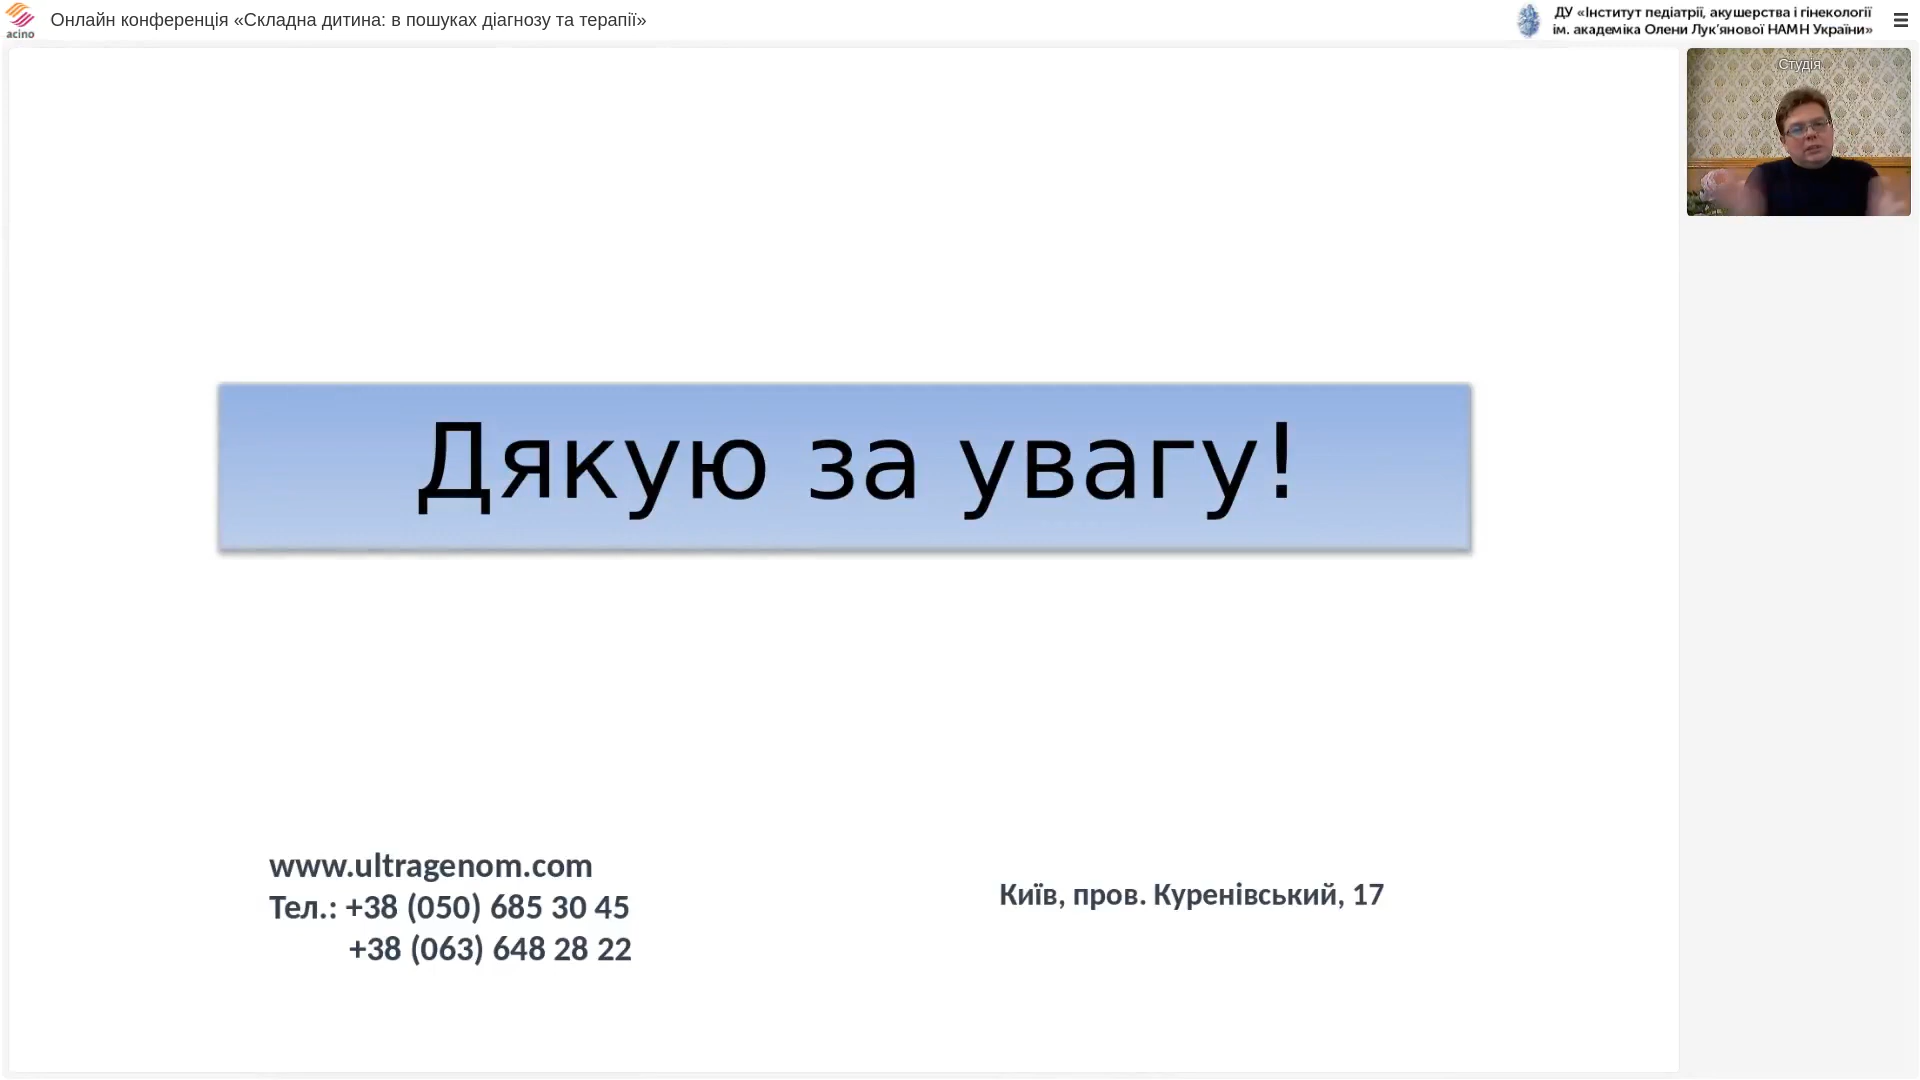 acino
Онлайн конференція «Складна дитина: в пошуках діагнозу та терапії»
ДУ «Інститут педіатрії, акушерства і гінекології
ім. академіка Олени Лук'янової НАМН України»
Студія
Дякую за увагу!
www.ultragenom.com
Тел.: +38 (050) 685 30 45
+38 (063) 648 28 22
Київ, пров. Куренівський, 17